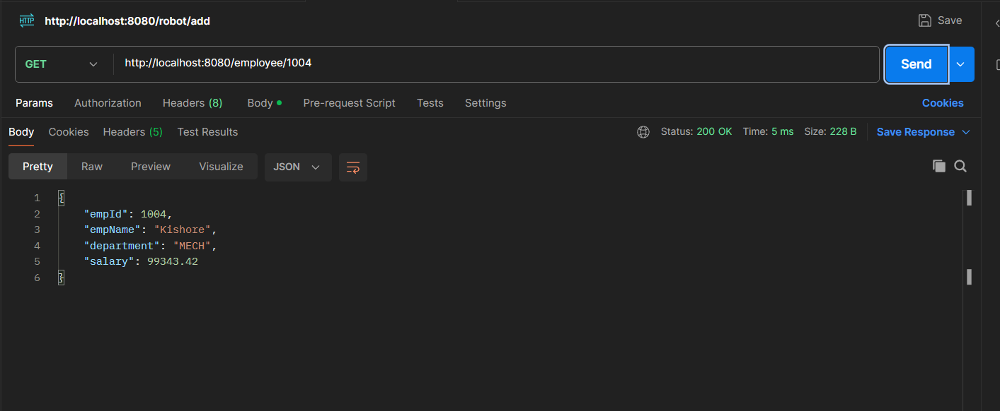 HTTP http://localhost:8080/robot/add Save
GET http://localhost:8080/employee/1004 Send
Params Authorization Headers (8) Body Pre-request Script Tests Settings Cookies
Body Cookies Headers (5) Test Results Status: 200 OK Time: 5 ms Size: 228 B Save Response
Pretty Raw Preview Visualize JSON
1 {
2 "empId": 1004,
3 "empName": "Kishore",
4 "department": "MECH",
5 "salary": 99343.42
6 }